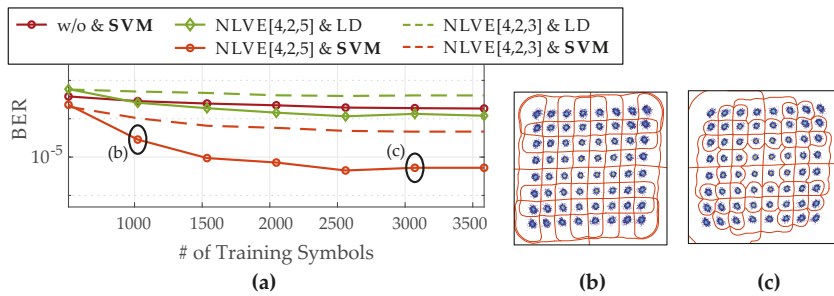 w/o & SVM NLVE[4,2,5] & LD NLVE[4,2,3] & LD
NLVE[4,2,5] & SVM NLVE[4,2,3] & SVM
BER
10^-5
(b)
(c)
1000 1500 2000 2500 3000 3500
# of Training Symbols
(a) (b) (c)